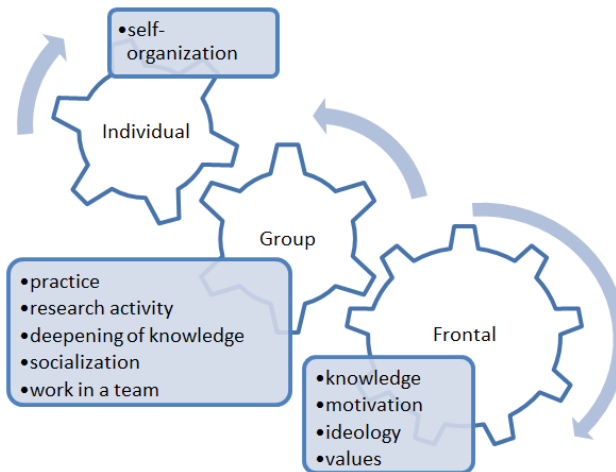 •self-
organization
Individual
Group
•practice
•research activity
•deepening of knowledge
•socialization
•work in a team
Frontal
•knowledge
•motivation
•ideology
•values